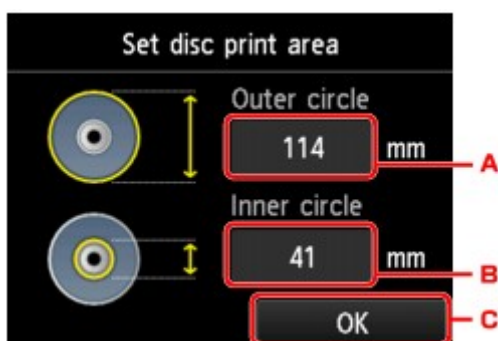 Set disc print area
Outer circle
114 mm
A
Inner circle
41 mm
B
OK
C